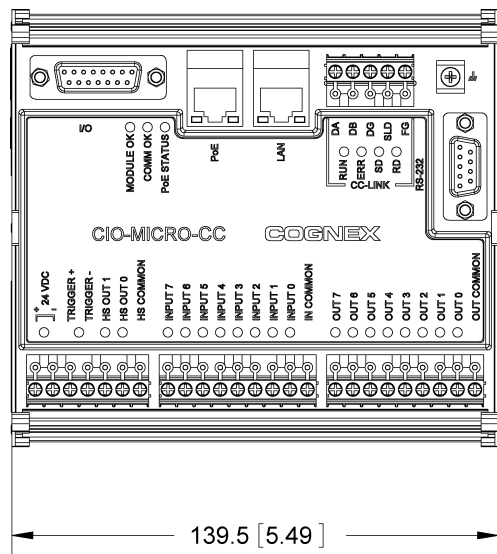 I/O
MODULE OK
COMM OK
PoE STATUS
PoE
LAN
DA
DB
DG
SLD
FG
RUN
ERR
SD
RD
CC-LINK
RS-232
CIO-MICRO-CC
COGNEX
+ - 24 VDC
TRIGGER +
TRIGGER -
HS OUT 1
HS OUT 0
HS COMMON
INPUT 7
INPUT 6
INPUT 5
INPUT 4
INPUT 3
INPUT 2
INPUT 1
INPUT 0
IN COMMON
OUT 7
OUT 6
OUT 5
OUT 4
OUT 3
OUT 2
OUT 1
OUT 0
OUT COMMON
139.5 [5.49]